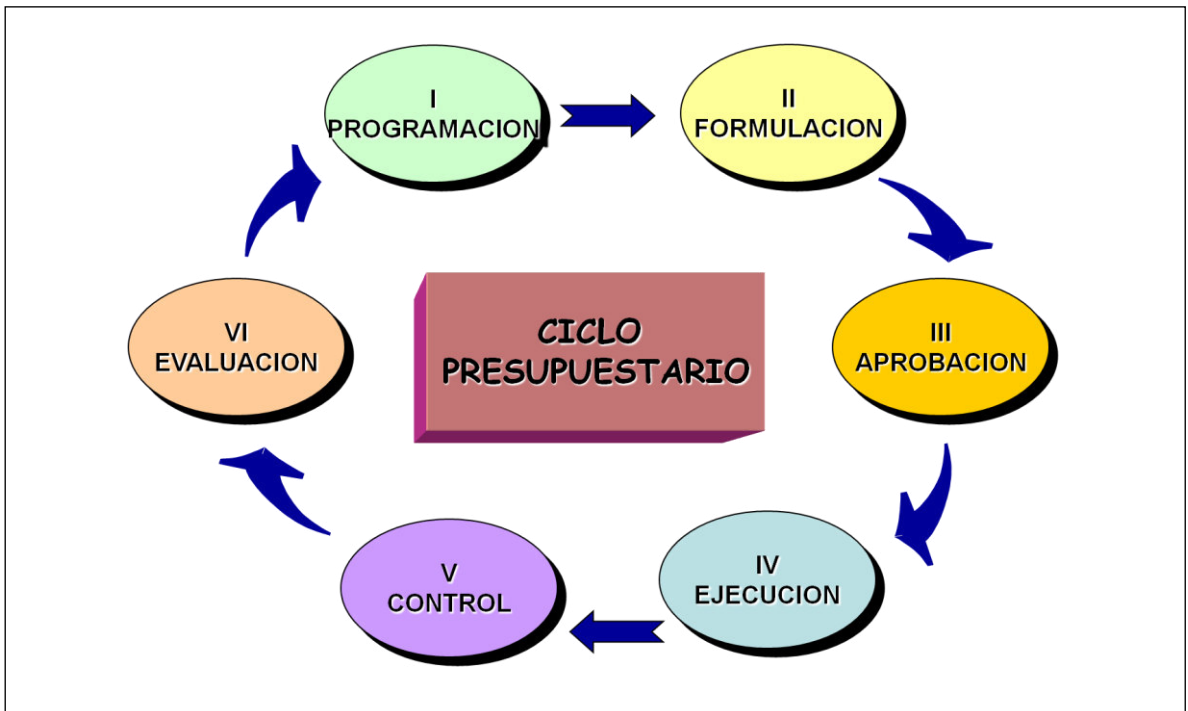 I
PROGRAMACION
II
FORMULACION
III
APROBACION
IV
EJECUCION
V
CONTROL
VI
EVALUACION
CICLO
PRESUPUESTARIO